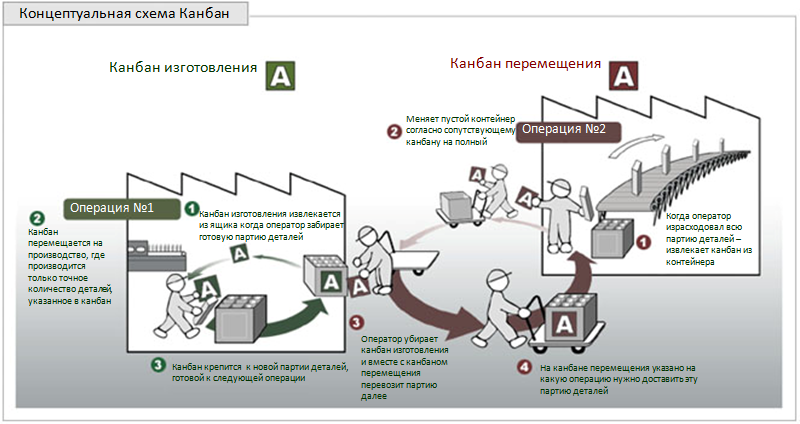 Концептуальная схема Канбан
Канбан изготовления
A
Канбан перемещения
A
2
Меняет пустой контейнер
согласно сопутствующему
канбану на полный
Операция №2
A
A
Операция №1
1
Канбан изготовления извлекается
из ящика когда оператор забирает
готовую партию деталей
2
Канбан
перемещается на
производство, где
производится
только точное
количество деталей,
указанное в канбан
1
Когда оператор
израсходовал всю
партию деталей –
извлекает канбан из
контейнера
A
A
A
A
A
3
Оператор убирает
канбан изготовления
и вместе с канбаном
перемещения
перевозит партию
далее
3
Канбан крепится к новой партии деталей,
готовой к следующей операции
4
На канбане перемещения указано на
какую операцию нужно доставить эту
партию деталей